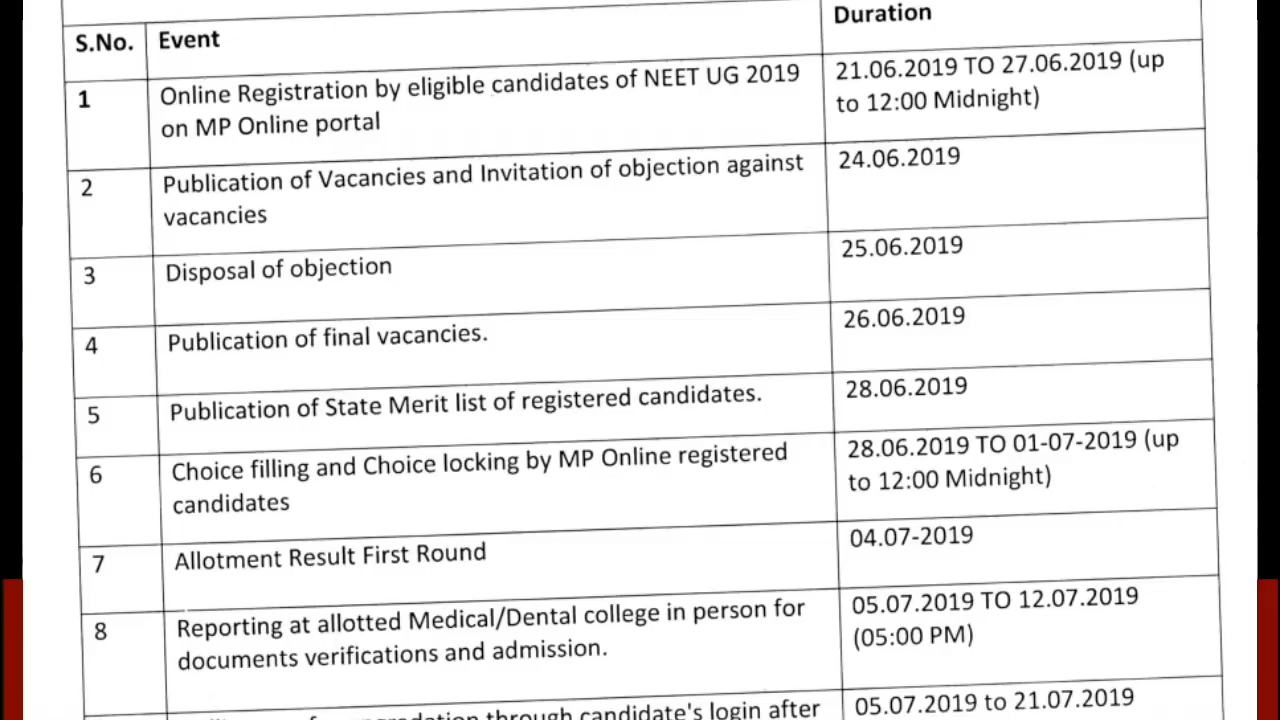 S.No. Event Duration
1 Online Registration by eligible candidates of NEET UG 2019 21.06.2019 TO 27.06.2019 (up
on MP Online portal to 12:00 Midnight)
2 Publication of Vacancies and Invitation of objection against 24.06.2019
vacancies
3 Disposal of objection 25.06.2019
4 Publication of final vacancies. 26.06.2019
5 Publication of State Merit list of registered candidates. 28.06.2019
6 Choice filling and Choice locking by MP Online registered 28.06.2019 TO 01-07-2019 (up
candidates to 12:00 Midnight)
7 Allotment Result First Round 04.07-2019
8 Reporting at allotted Medical/Dental college in person for 05.07.2019 TO 12.07.2019
documents verifications and admission. (05:00 PM)
through candidate's login after 05.07.2019 to 21.07.2019